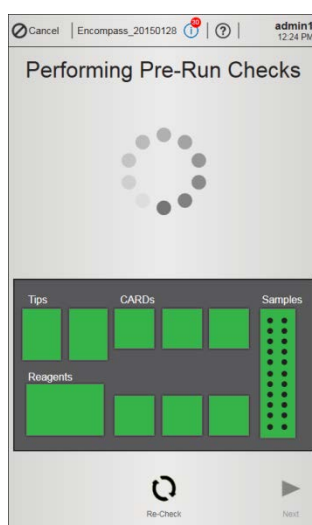 Cancel Encompass_20150128 30 i ? admin1
12:24 PM
Performing Pre-Run Checks
Tips CARDs Samples
Reagents
Re-Check Next